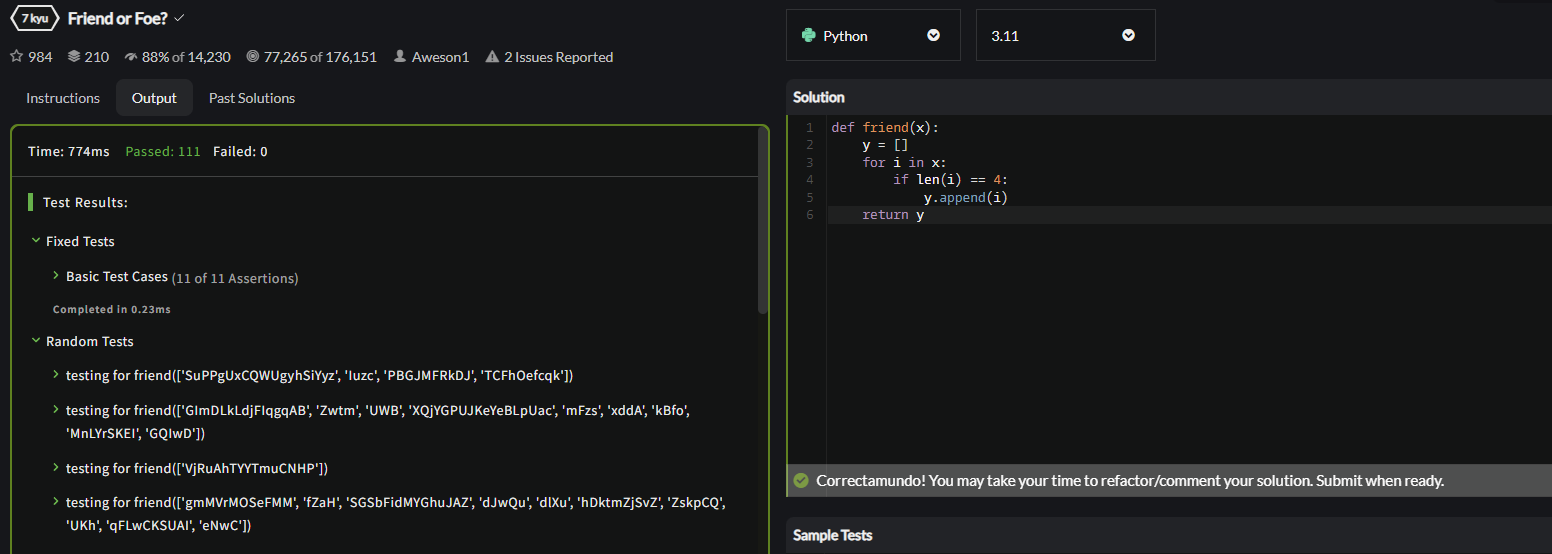 7 kyu Friend or Foe?
984 210 88% of 14,230 77,265 of 176,151 Aweson1 2 Issues Reported
Instructions Output Past Solutions
Time: 774ms Passed: 111 Failed: 0
Test Results:
Fixed Tests
Basic Test Cases (11 of 11 Assertions)
Completed in 0.23ms
Random Tests
testing for friend(['SuPPgUxCQWUgyhSiYyz', 'Iuzc', 'PBGJMFRkDJ', 'TCFhOefcqk'])
testing for friend(['GImDLkLdjFIqgqAB', 'Zwtm', 'UWB', 'XQjYGPUJKeYeBLpUac', 'mFzs', 'xddA', 'kBfo',
'MnLYrSKEI', 'GQIwD'])
testing for friend(['VjRuAhTYYTmuCNHP'])
testing for friend(['gmMVrMOSeFMM', 'fZaH', 'SGSbFidMYGhuJAZ', 'dJwQu', 'dlXu', 'hDktmZjSvZ', 'ZskpCQ',
'UKh', 'qFLwCKSUAI', 'eNwC'])
Python 3.11
Solution
1 def friend(x):
2     y = []
3     for i in x:
4         if len(i) == 4:
5             y.append(i)
6     return y
Correctamundo! You may take your time to refactor/comment your solution. Submit when ready.
Sample Tests